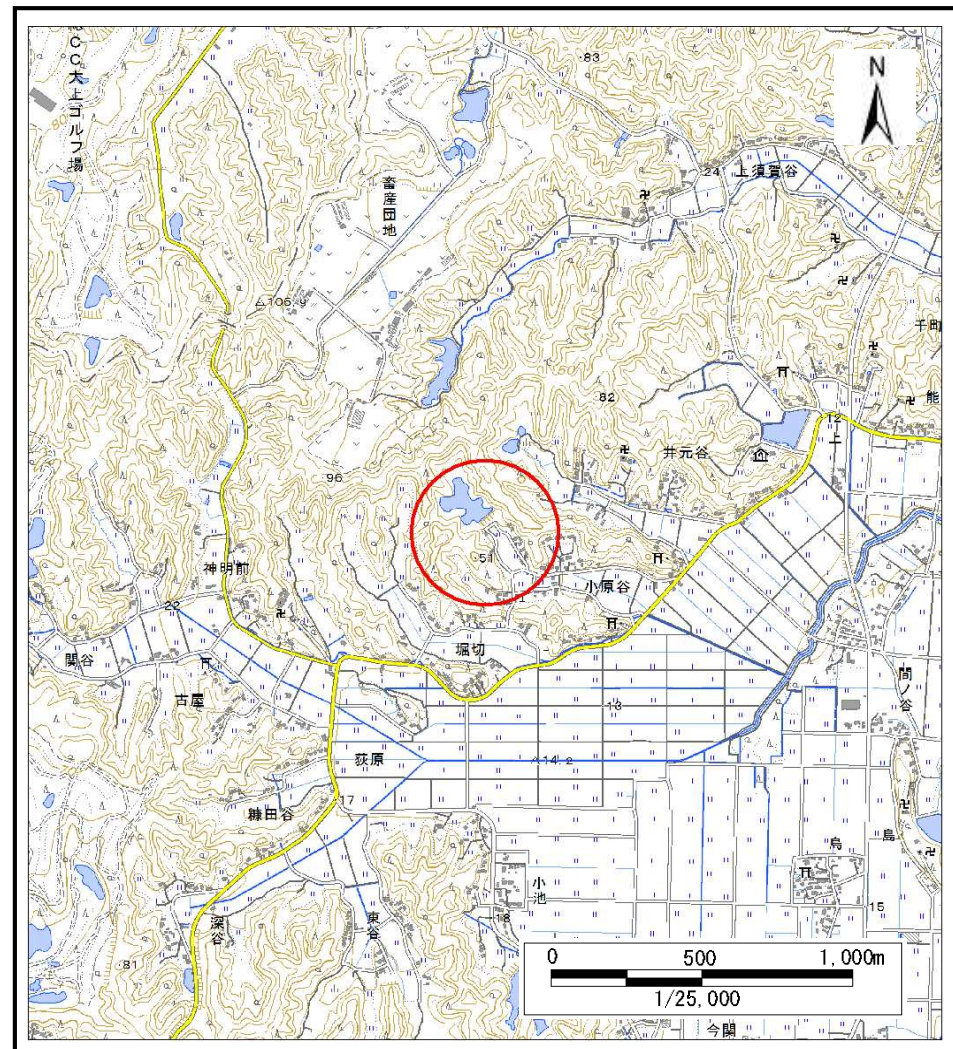 CC大上ゴルフ場
83
N
24
上須賀谷
畜産団地
106.9
千町
82
能
12
上
井元谷
96
51
神明前
小原谷
22
堀切
関谷
間ノ谷
古屋
13
荻原
14.2
17
糠田谷
島
鳥
小池
東谷
深谷
18
15
81
0 500 1,000m
1/25,000
今関